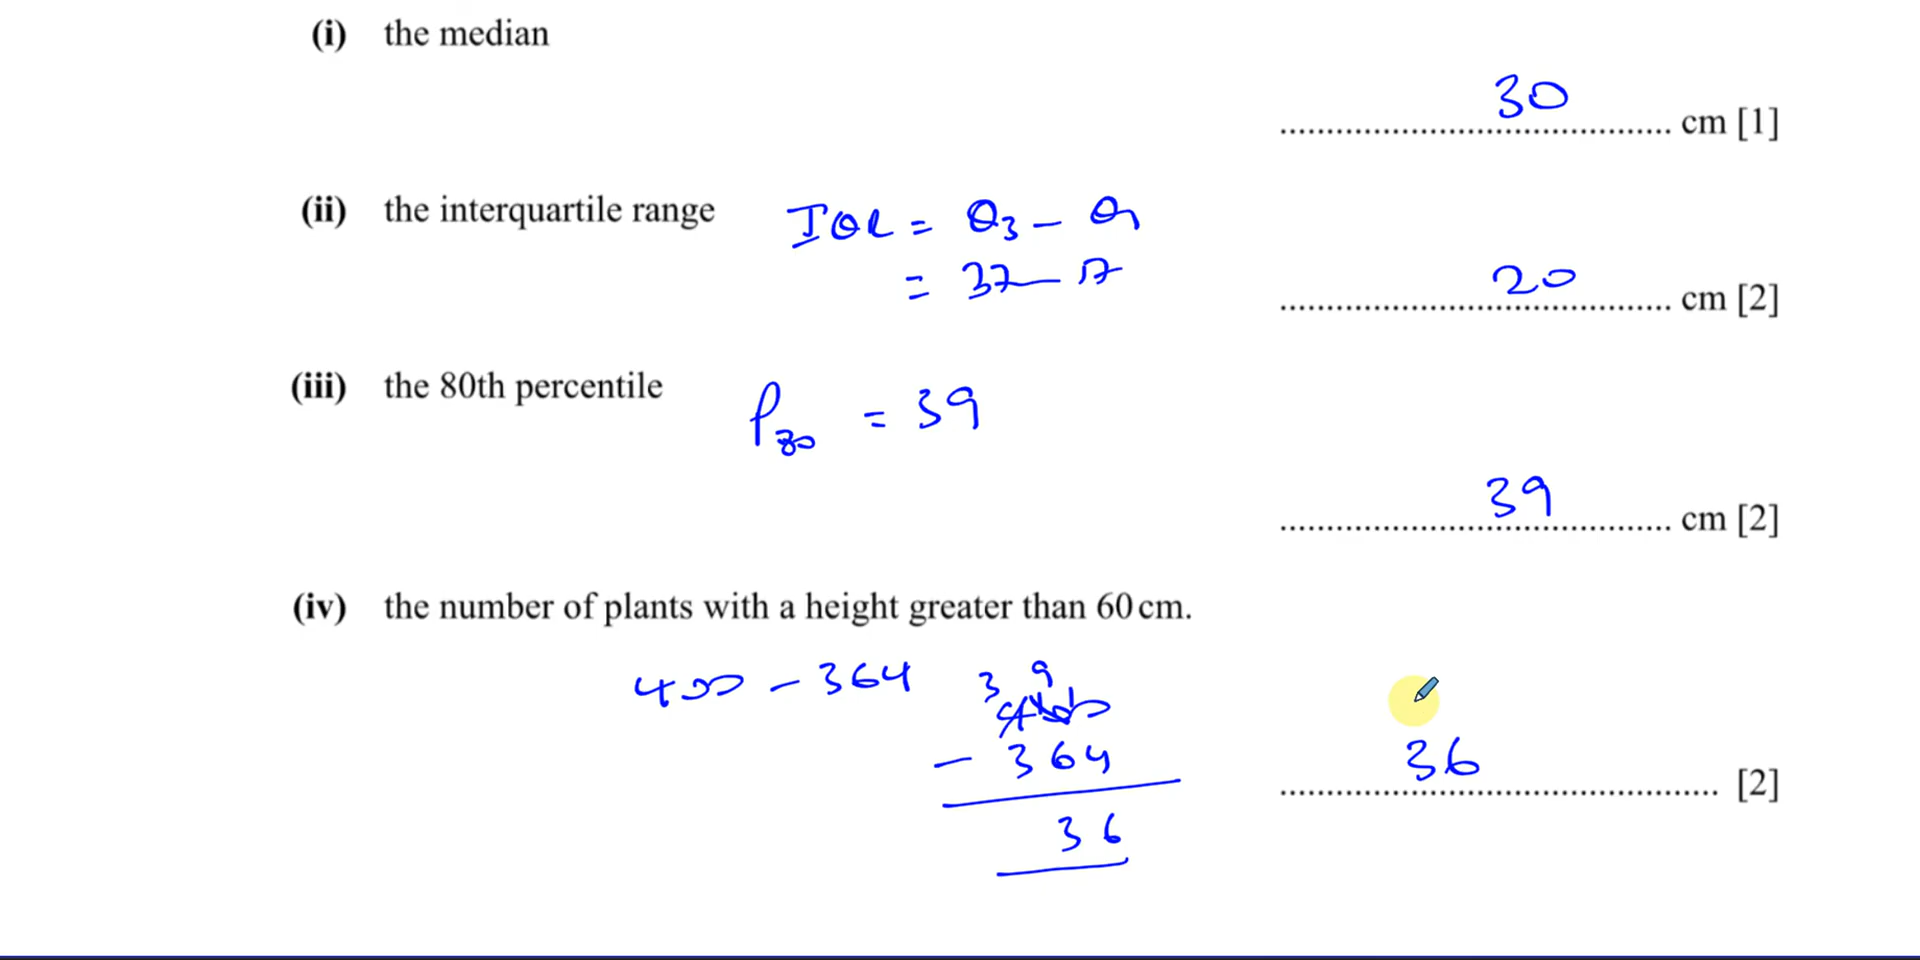 (i) the median
30
cm [1]
(ii) the interquartile range IQR = Q3 - Q1
= 37 - 17
20
cm [2]
(iii) the 80th percentile
P80 = 39
39
cm [2]
(iv) the number of plants with a height greater than 60 cm.
400 - 364
3 9
- 364
36
36
[2]